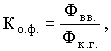 К о.ф. = Ф вв. / Ф к.г. ,